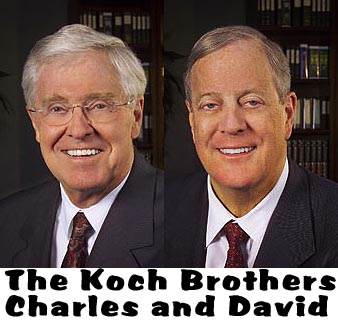 The Koch Brothers
Charles and David